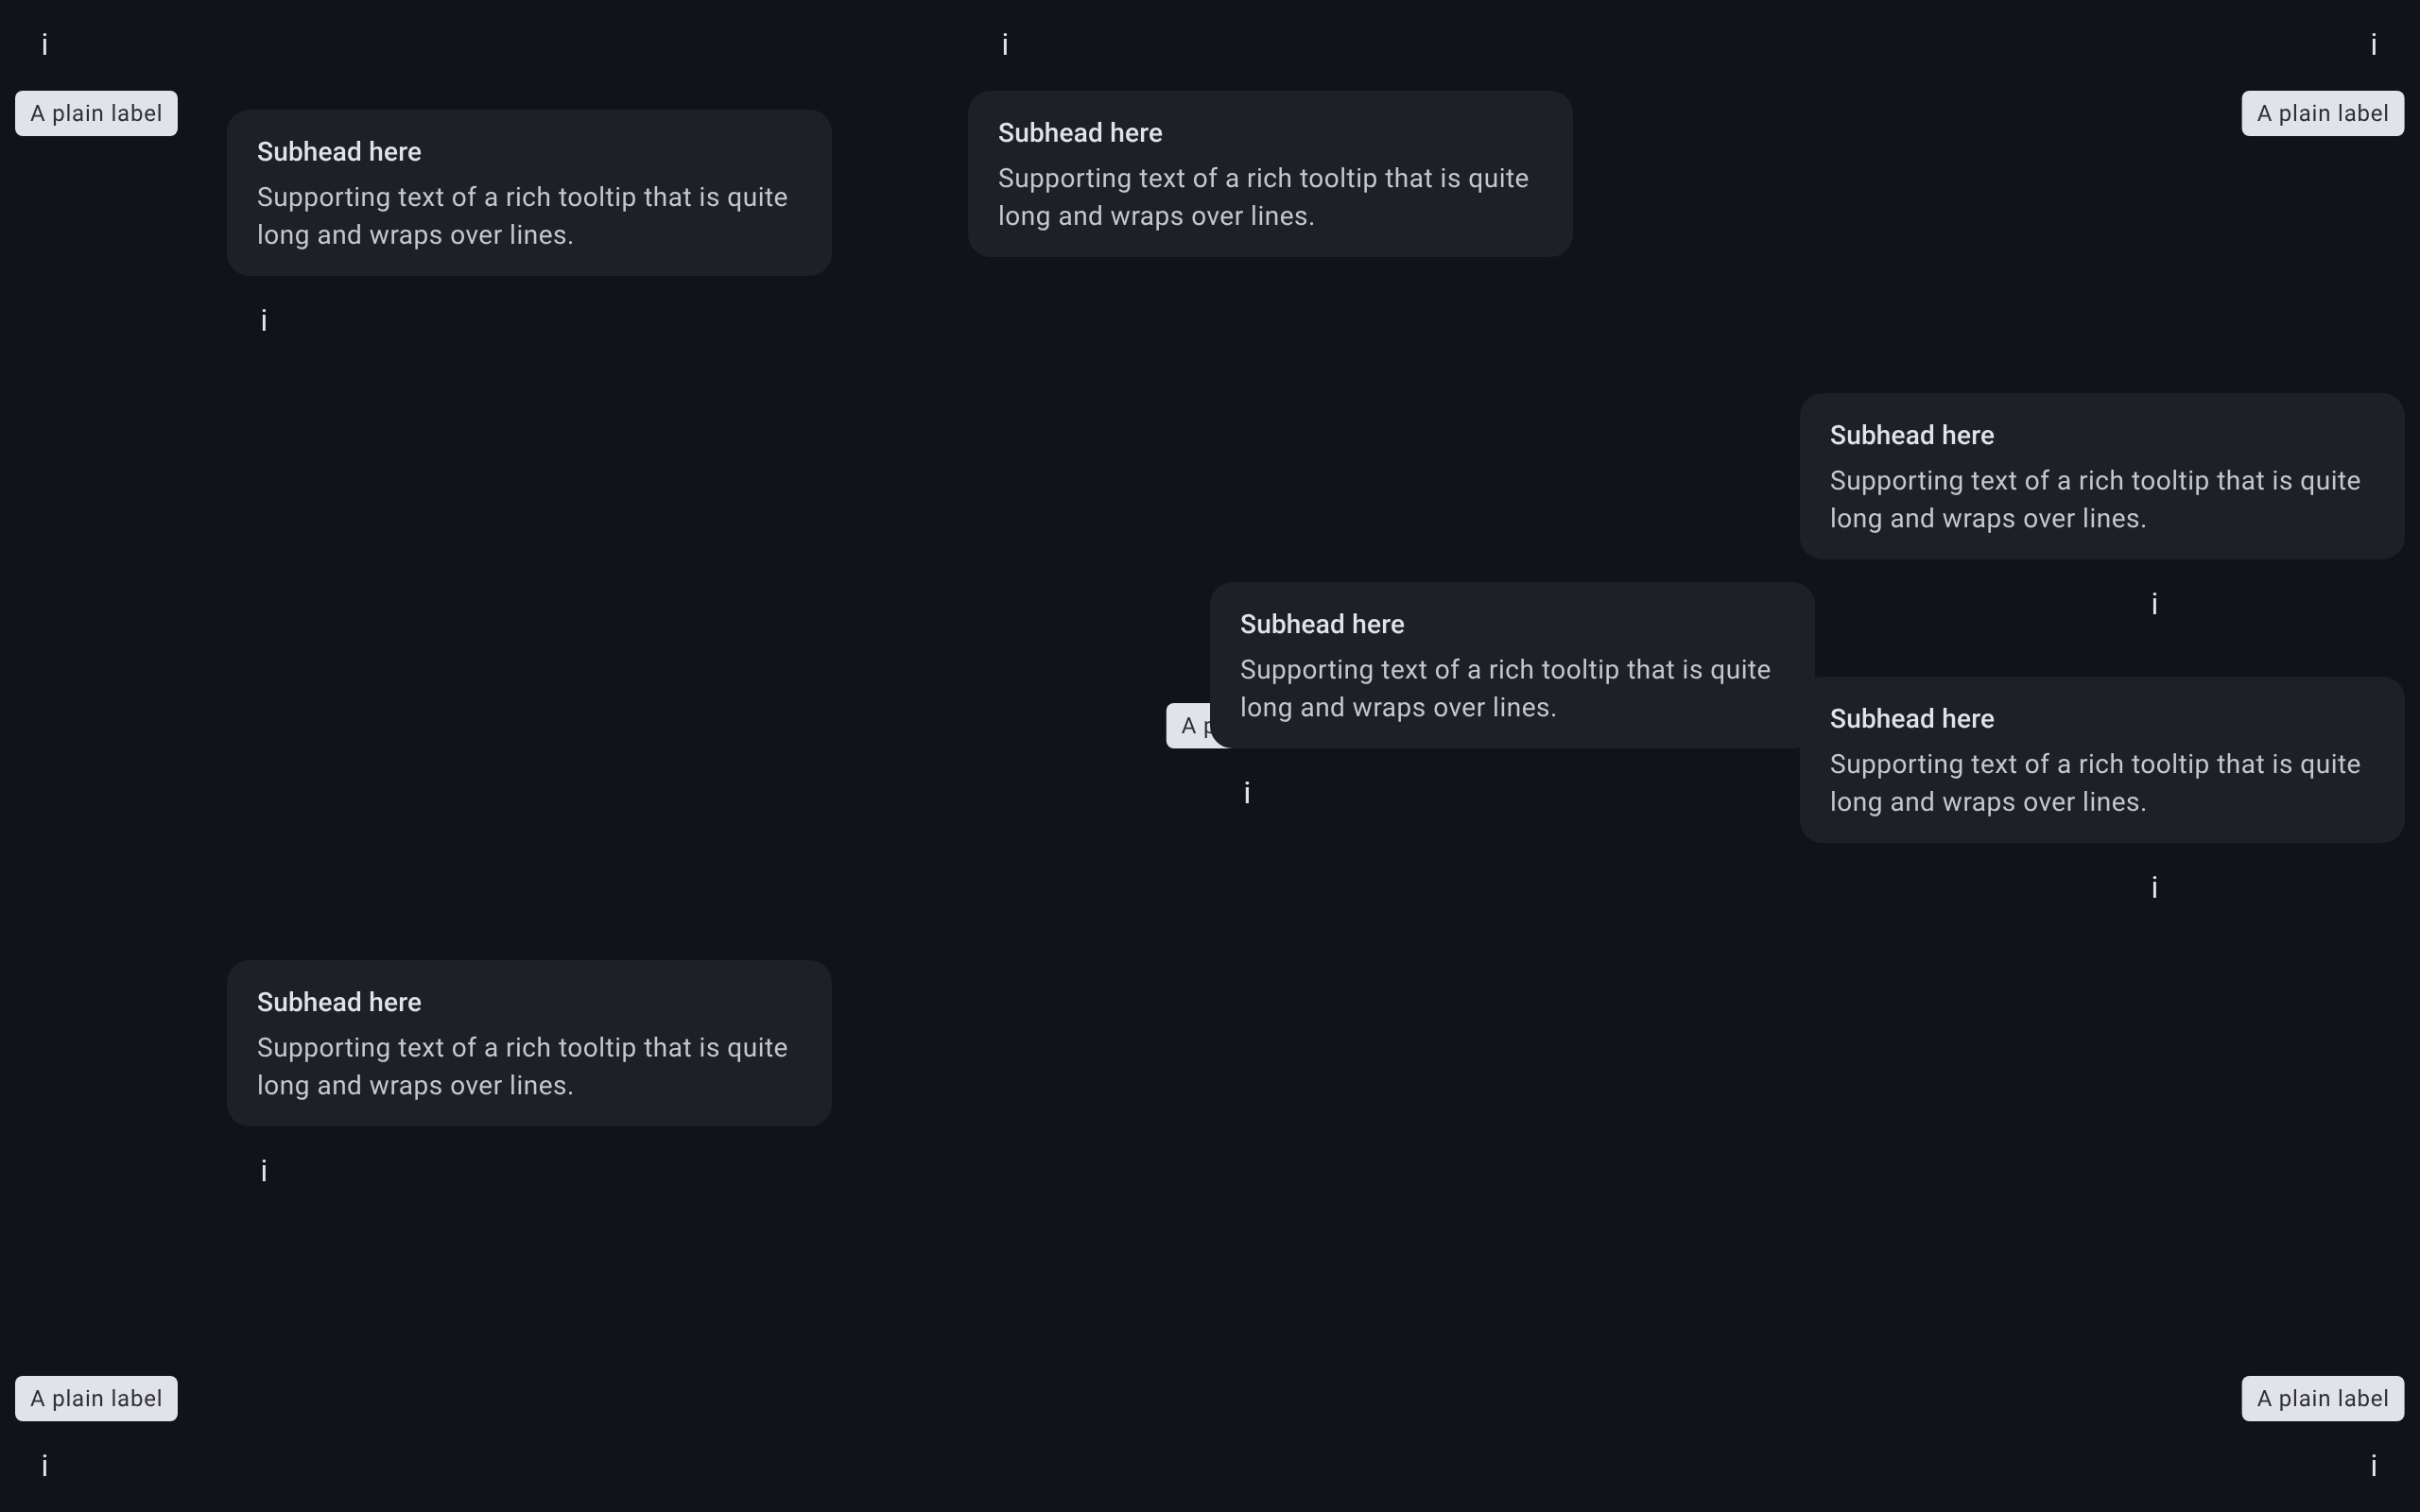 i
i
i
A plain label
A plain label
Subhead here
Supporting text of a rich tooltip that is quite
long and wraps over lines.
Subhead here
Supporting text of a rich tooltip that is quite
long and wraps over lines.
i
Subhead here
Supporting text of a rich tooltip that is quite
long and wraps over lines.
i
Subhead here
Supporting text of a rich tooltip that is quite
long and wraps over lines.
A
i
Subhead here
Supporting text of a rich tooltip that is quite
long and wraps over lines.
i
Subhead here
Supporting text of a rich tooltip that is quite
long and wraps over lines.
i
A plain label
A plain label
i
i